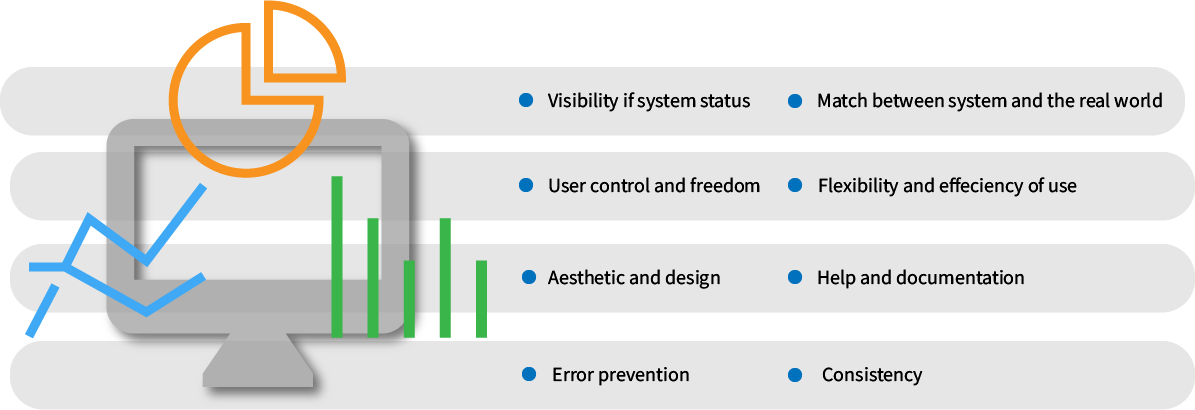 Visibility if system status
Match between system and the real world
User control and freedom
Flexibility and effeciency of use
Aesthetic and design
Help and documentation
Error prevention
Consistency